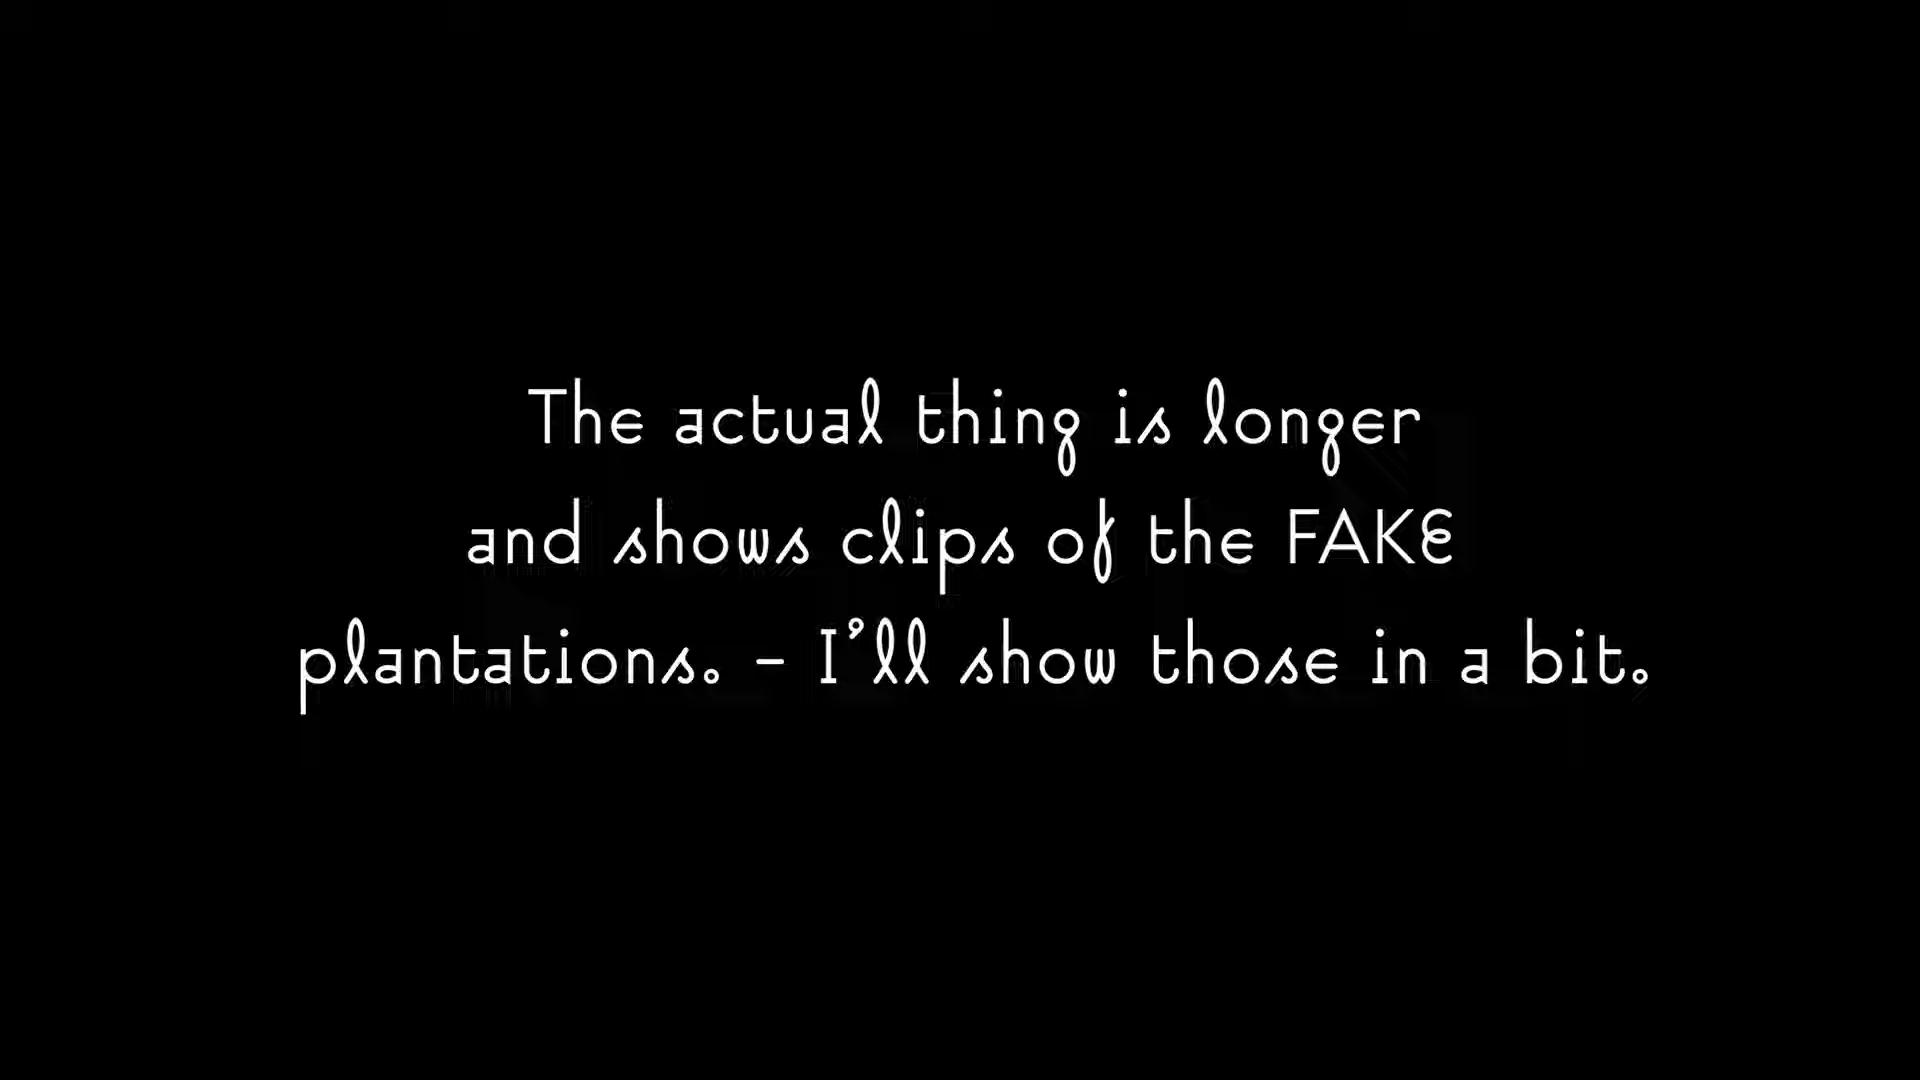 The actual thing is longer
and shows clips of the FAKE
plantations. - I'll show those in a bit.